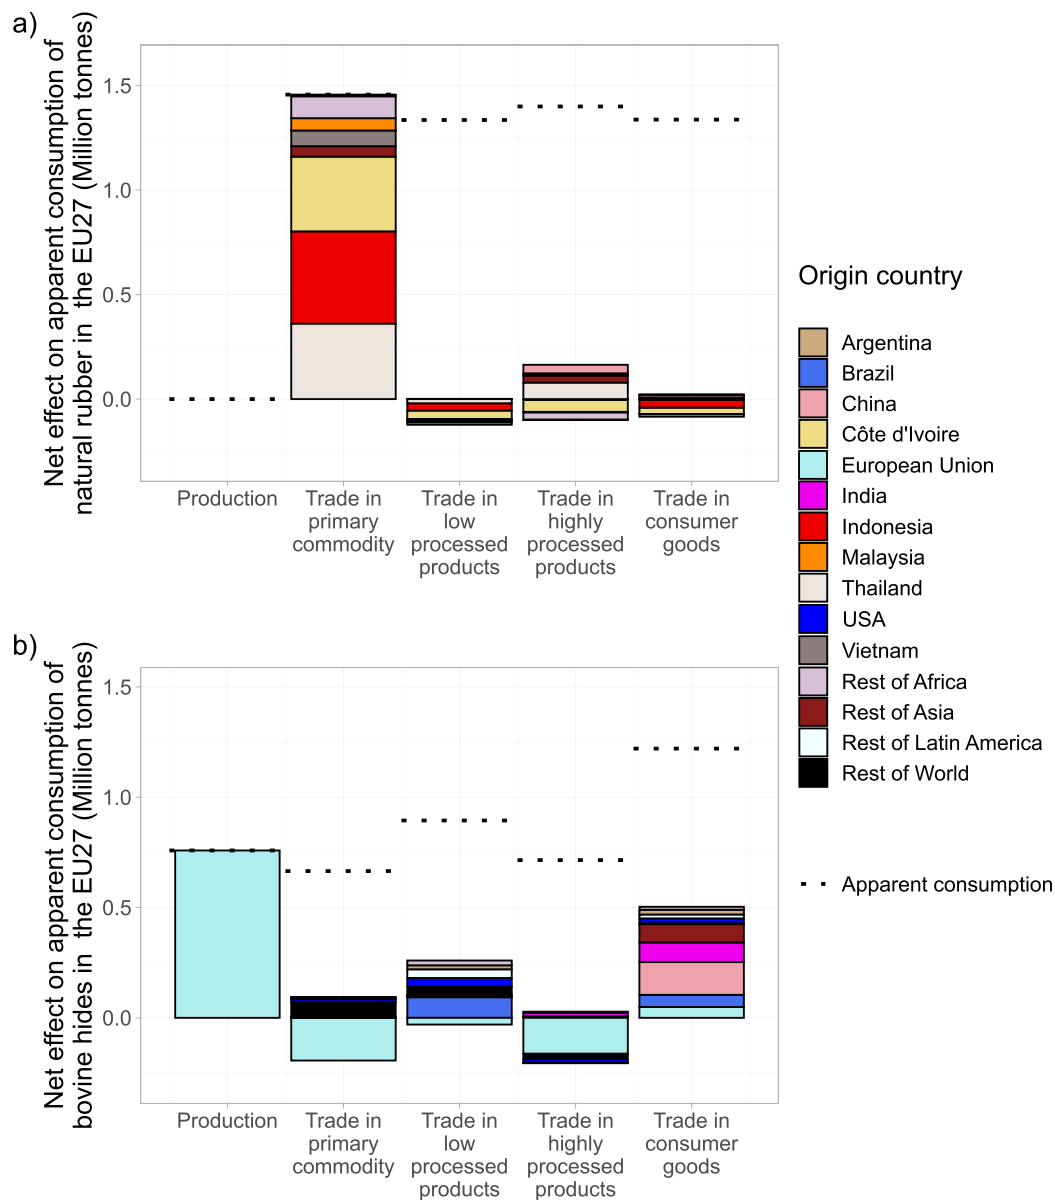 a)
Net effect on apparent consumption of
natural rubber in the EU27 (Million tonnes)
1.5
1.0
0.5
0.0
Production
Trade in
primary
commodity
Trade in
low
processed
products
Trade in
highly
processed
products
Trade in
consumer
goods
b)
Net effect on apparent consumption of
bovine hides in the EU27 (Million tonnes)
1.5
1.0
0.5
0.0
Production
Trade in
primary
commodity
Trade in
low
processed
products
Trade in
highly
processed
products
Trade in
consumer
goods
Origin country
Argentina
Brazil
China
Côte d'Ivoire
European Union
India
Indonesia
Malaysia
Thailand
USA
Vietnam
Rest of Africa
Rest of Asia
Rest of Latin America
Rest of World
Apparent consumption